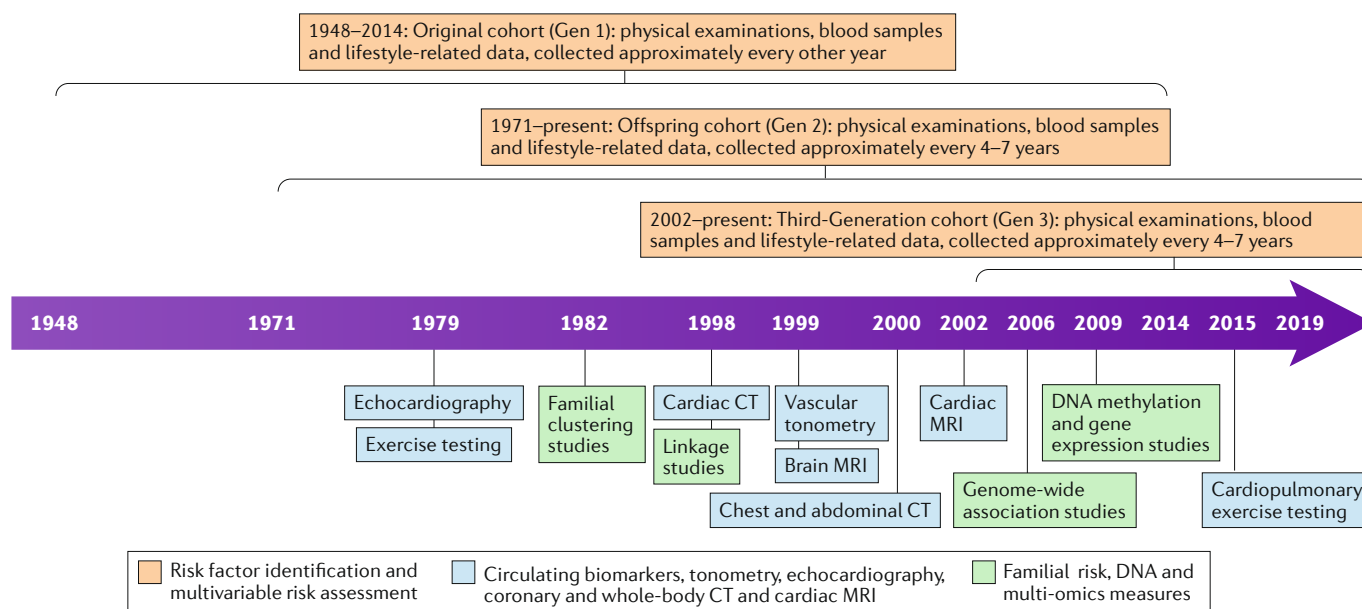 1948–2014: Original cohort (Gen 1): physical examinations, blood samples
and lifestyle-related data, collected approximately every other year
1971–present: Offspring cohort (Gen 2): physical examinations, blood samples
and lifestyle-related data, collected approximately every 4–7 years
2002–present: Third-Generation cohort (Gen 3): physical examinations, blood
samples and lifestyle-related data, collected approximately every 4–7 years
1948 1971 1979 1982 1998 1999 2000 2002 2006 2009 2014 2015 2019
Echocardiography
Exercise testing
Familial
clustering
studies
Cardiac CT
Linkage
studies
Vascular
tonometry
Brain MRI
Chest and abdominal CT
Cardiac
MRI
Genome-wide
association studies
DNA methylation
and gene
expression studies
Cardiopulmonary
exercise testing
Risk factor identification and
multivariable risk assessment
Circulating biomarkers, tonometry, echocardiography,
coronary and whole-body CT and cardiac MRI
Familial risk, DNA and
multi-omics measures